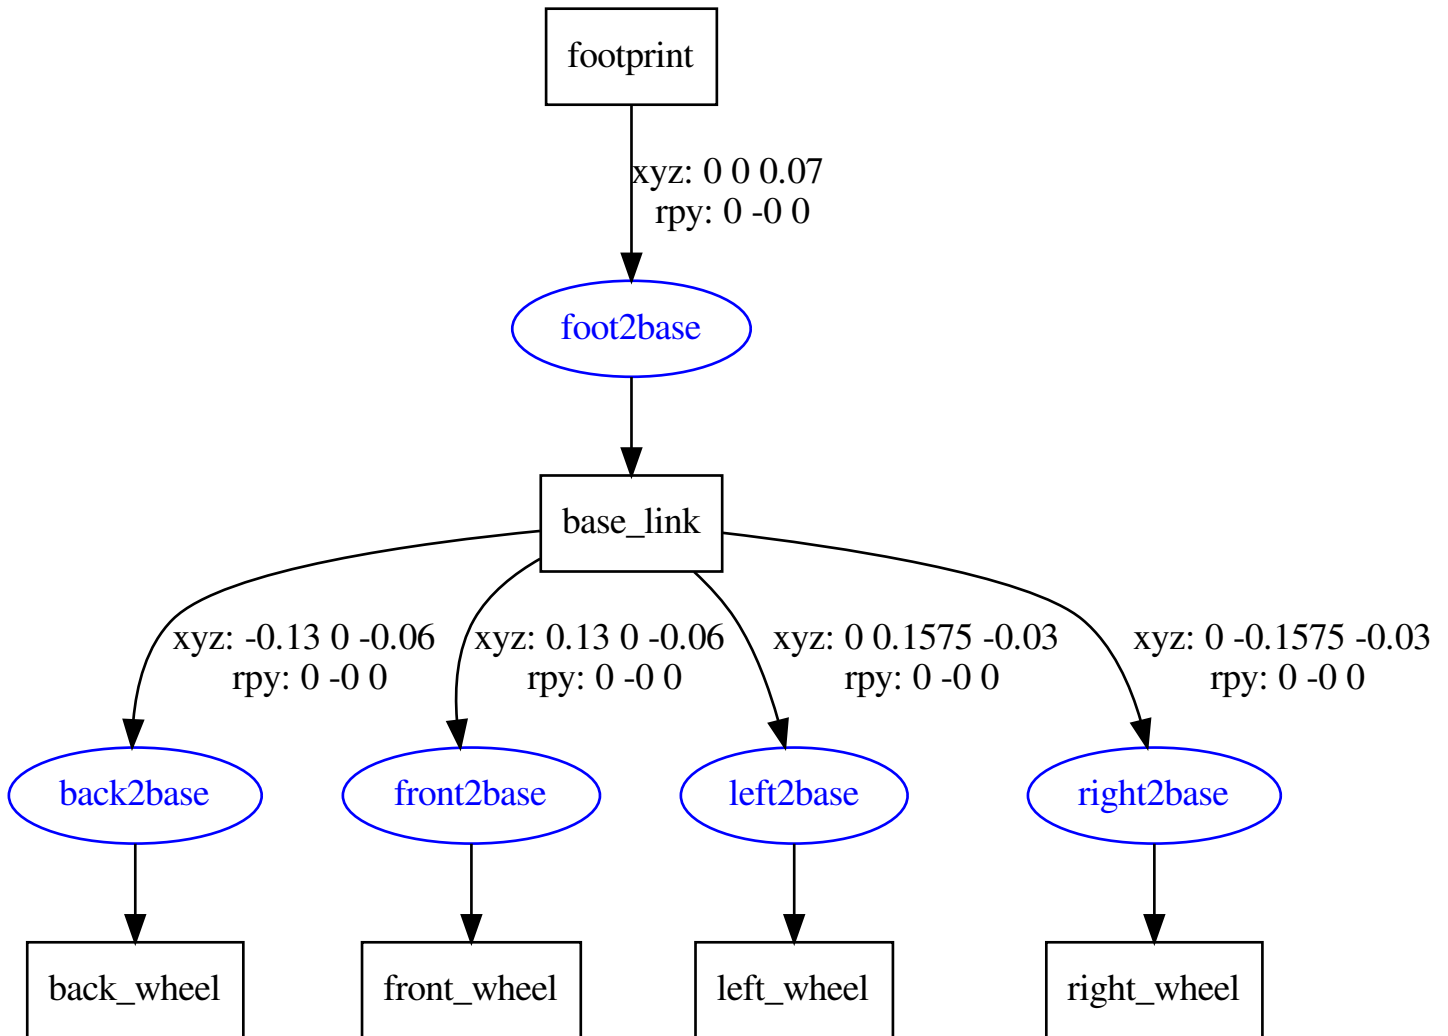 footprint
xyz: 0 0 0.07
rpy: 0 -0 0
foot2base
base_link
xyz: -0.13 0 -0.06
rpy: 0 -0 0
xyz: 0.13 0 -0.06
rpy: 0 -0 0
xyz: 0 0.1575 -0.03
rpy: 0 -0 0
xyz: 0 -0.1575 -0.03
rpy: 0 -0 0
back2base
front2base
left2base
right2base
back_wheel
front_wheel
left_wheel
right_wheel